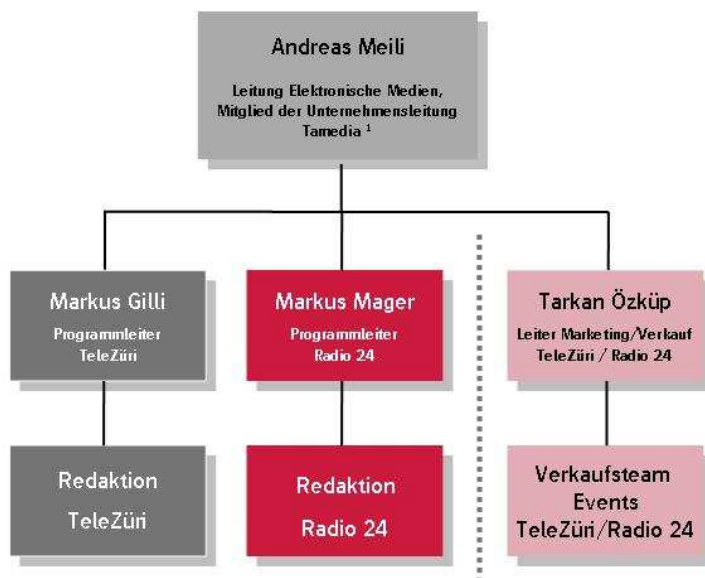 Andreas Meili
Leitung Elektronische Medien,
Mitglied der Unternehmensleitung
Tamedia ¹
Markus Gilli
Programmleiter
TeleZüri
Markus Mager
Programmleiter
Radio 24
Tarkan Özküp
Leiter Marketing/Verkauf
TeleZüri / Radio 24
Redaktion
TeleZüri
Redaktion
Radio 24
Verkaufsteam
Events
TeleZüri/Radio 24